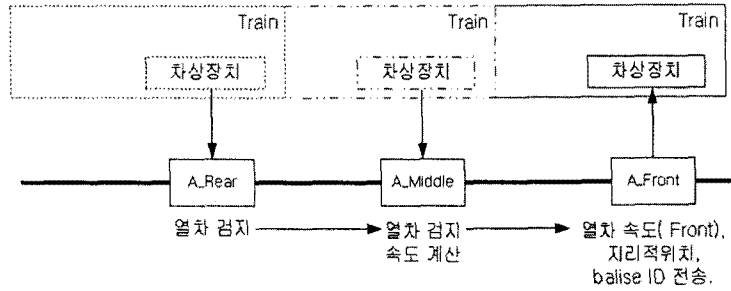 Train
Train
Train
차상장치
차상장치
차상장치
A_Rear
A_Middle
A_Front
열차 검지
열차 검지
속도 계산
열차 속도( Front),
지리적위치,
balise ID 전송.